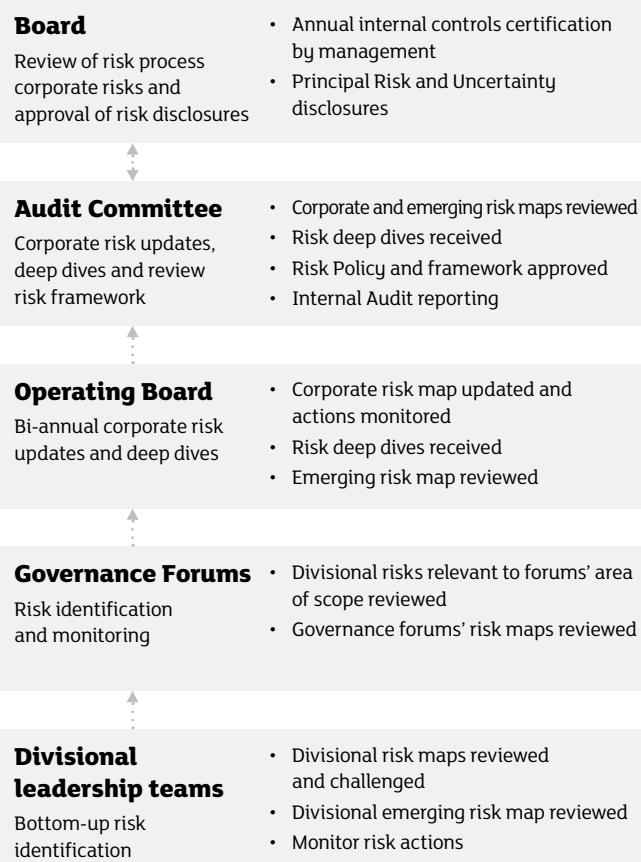 Board
Review of risk process
corporate risks and
approval of risk disclosures
• Annual internal controls certification
by management
• Principal Risk and Uncertainty
disclosures
Audit Committee
Corporate risk updates,
deep dives and review
risk framework
• Corporate and emerging risk maps reviewed
• Risk deep dives received
• Risk Policy and framework approved
• Internal Audit reporting
Operating Board
Bi-annual corporate risk
updates and deep dives
• Corporate risk map updated and
actions monitored
• Risk deep dives received
• Emerging risk map reviewed
Governance Forums
Risk identification
and monitoring
• Divisional risks relevant to forums’ area
of scope reviewed
• Governance forums’ risk maps reviewed
Divisional
leadership teams
Bottom-up risk
identification
• Divisional risk maps reviewed
and challenged
• Divisional emerging risk map reviewed
• Monitor risk actions